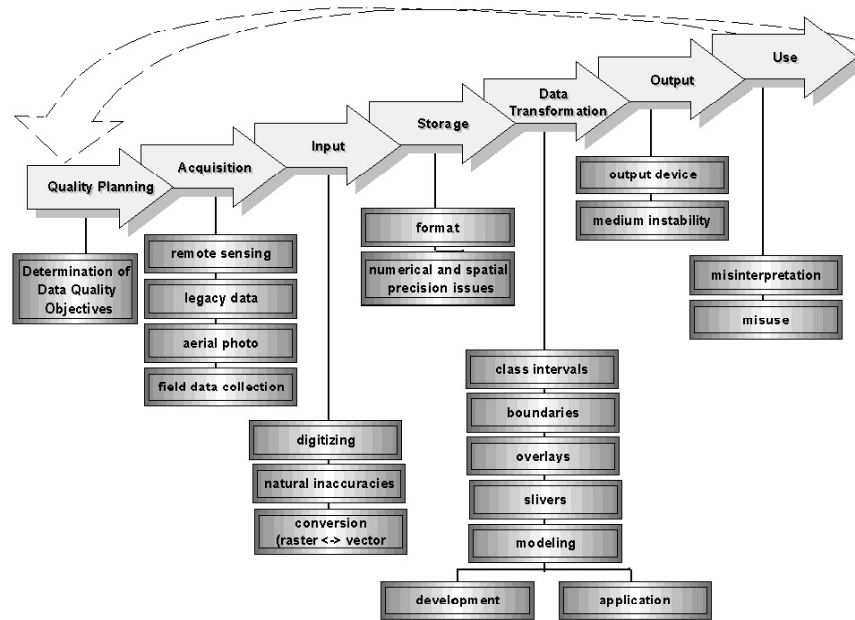 Quality Planning
Acquisition
Input
Storage
Data
Transformation
Output
Use
Determination of
Data Quality
Objectives
remote sensing
legacy data
aerial photo
field data collection
digitizing
natural inaccuracies
conversion
(raster <-> vector
format
numerical and spatial
precision issues
class intervals
boundaries
overlays
slivers
modeling
development
application
output device
medium instability
misinterpretation
misuse